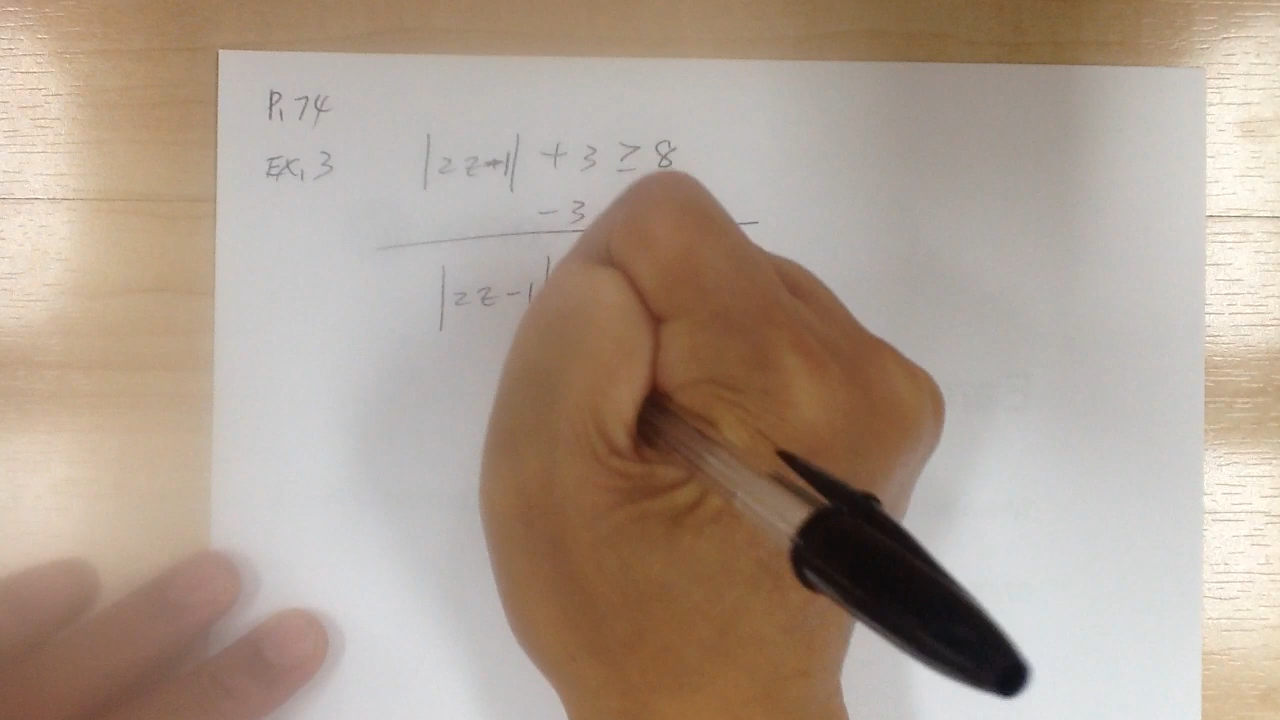 P. 74
Ex. 3 |2z-1| + 3 ≥ 8
- 3
|2z-1|